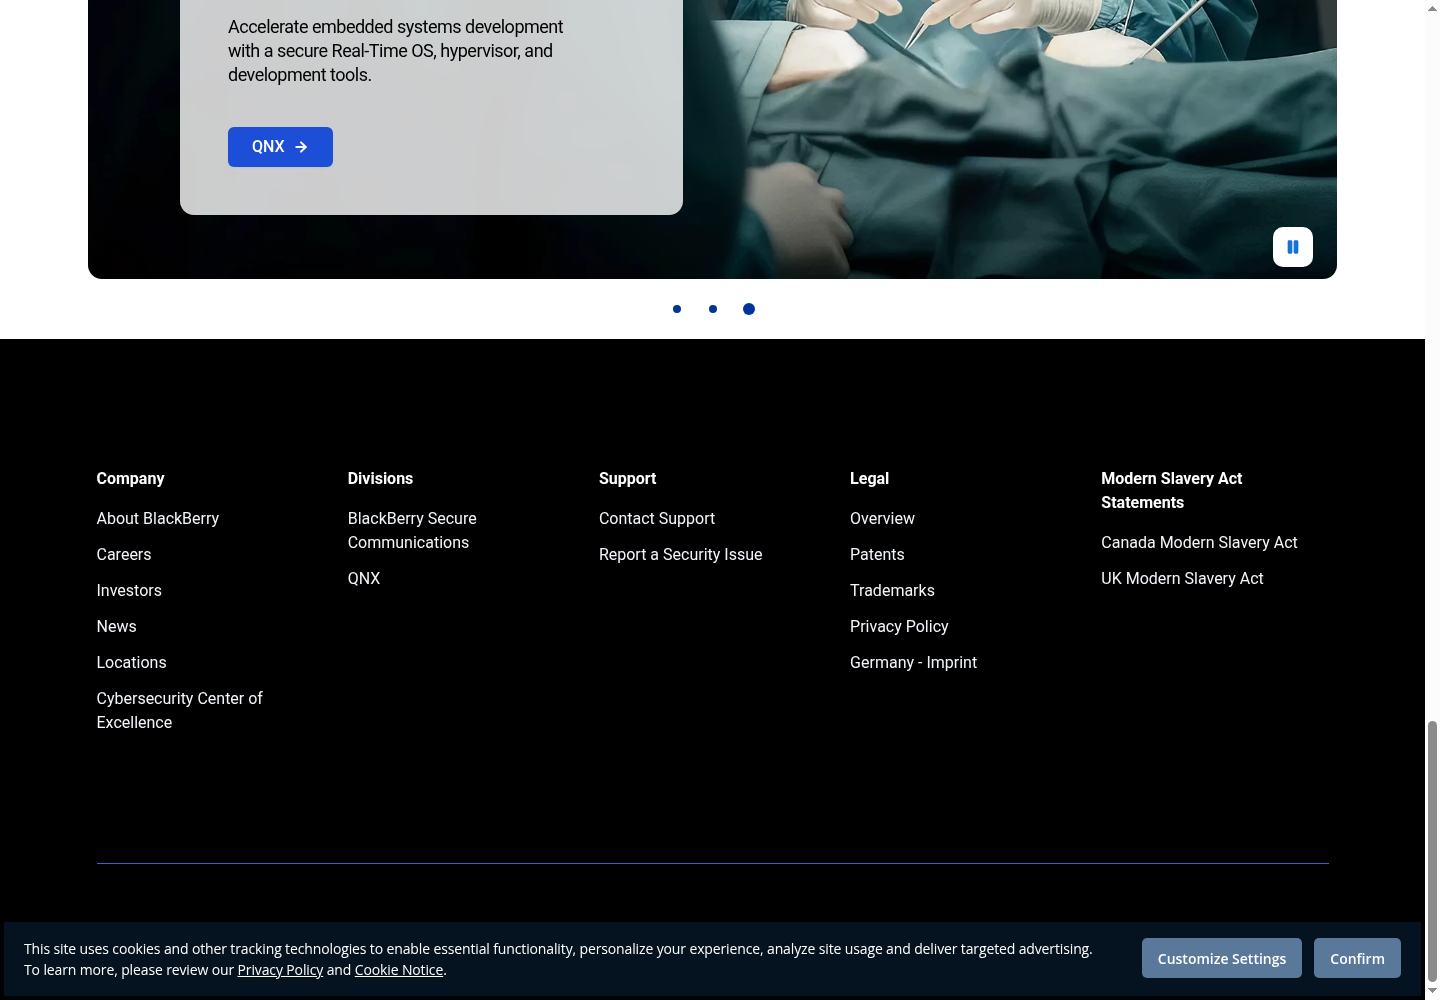 Accelerate embedded systems development
with a secure Real-Time OS, hypervisor, and
development tools.
QNX
Company
About BlackBerry
Careers
Investors
News
Locations
Cybersecurity Center of
Excellence
Divisions
BlackBerry Secure
Communications
QNX
Support
Contact Support
Report a Security Issue
Legal
Overview
Patents
Trademarks
Privacy Policy
Germany - Imprint
Modern Slavery Act
Statements
Canada Modern Slavery Act
UK Modern Slavery Act
This site uses cookies and other tracking technologies to enable essential functionality, personalize your experience, analyze site usage and deliver targeted advertising.
To learn more, please review our Privacy Policy and Cookie Notice.
Customize Settings
Confirm